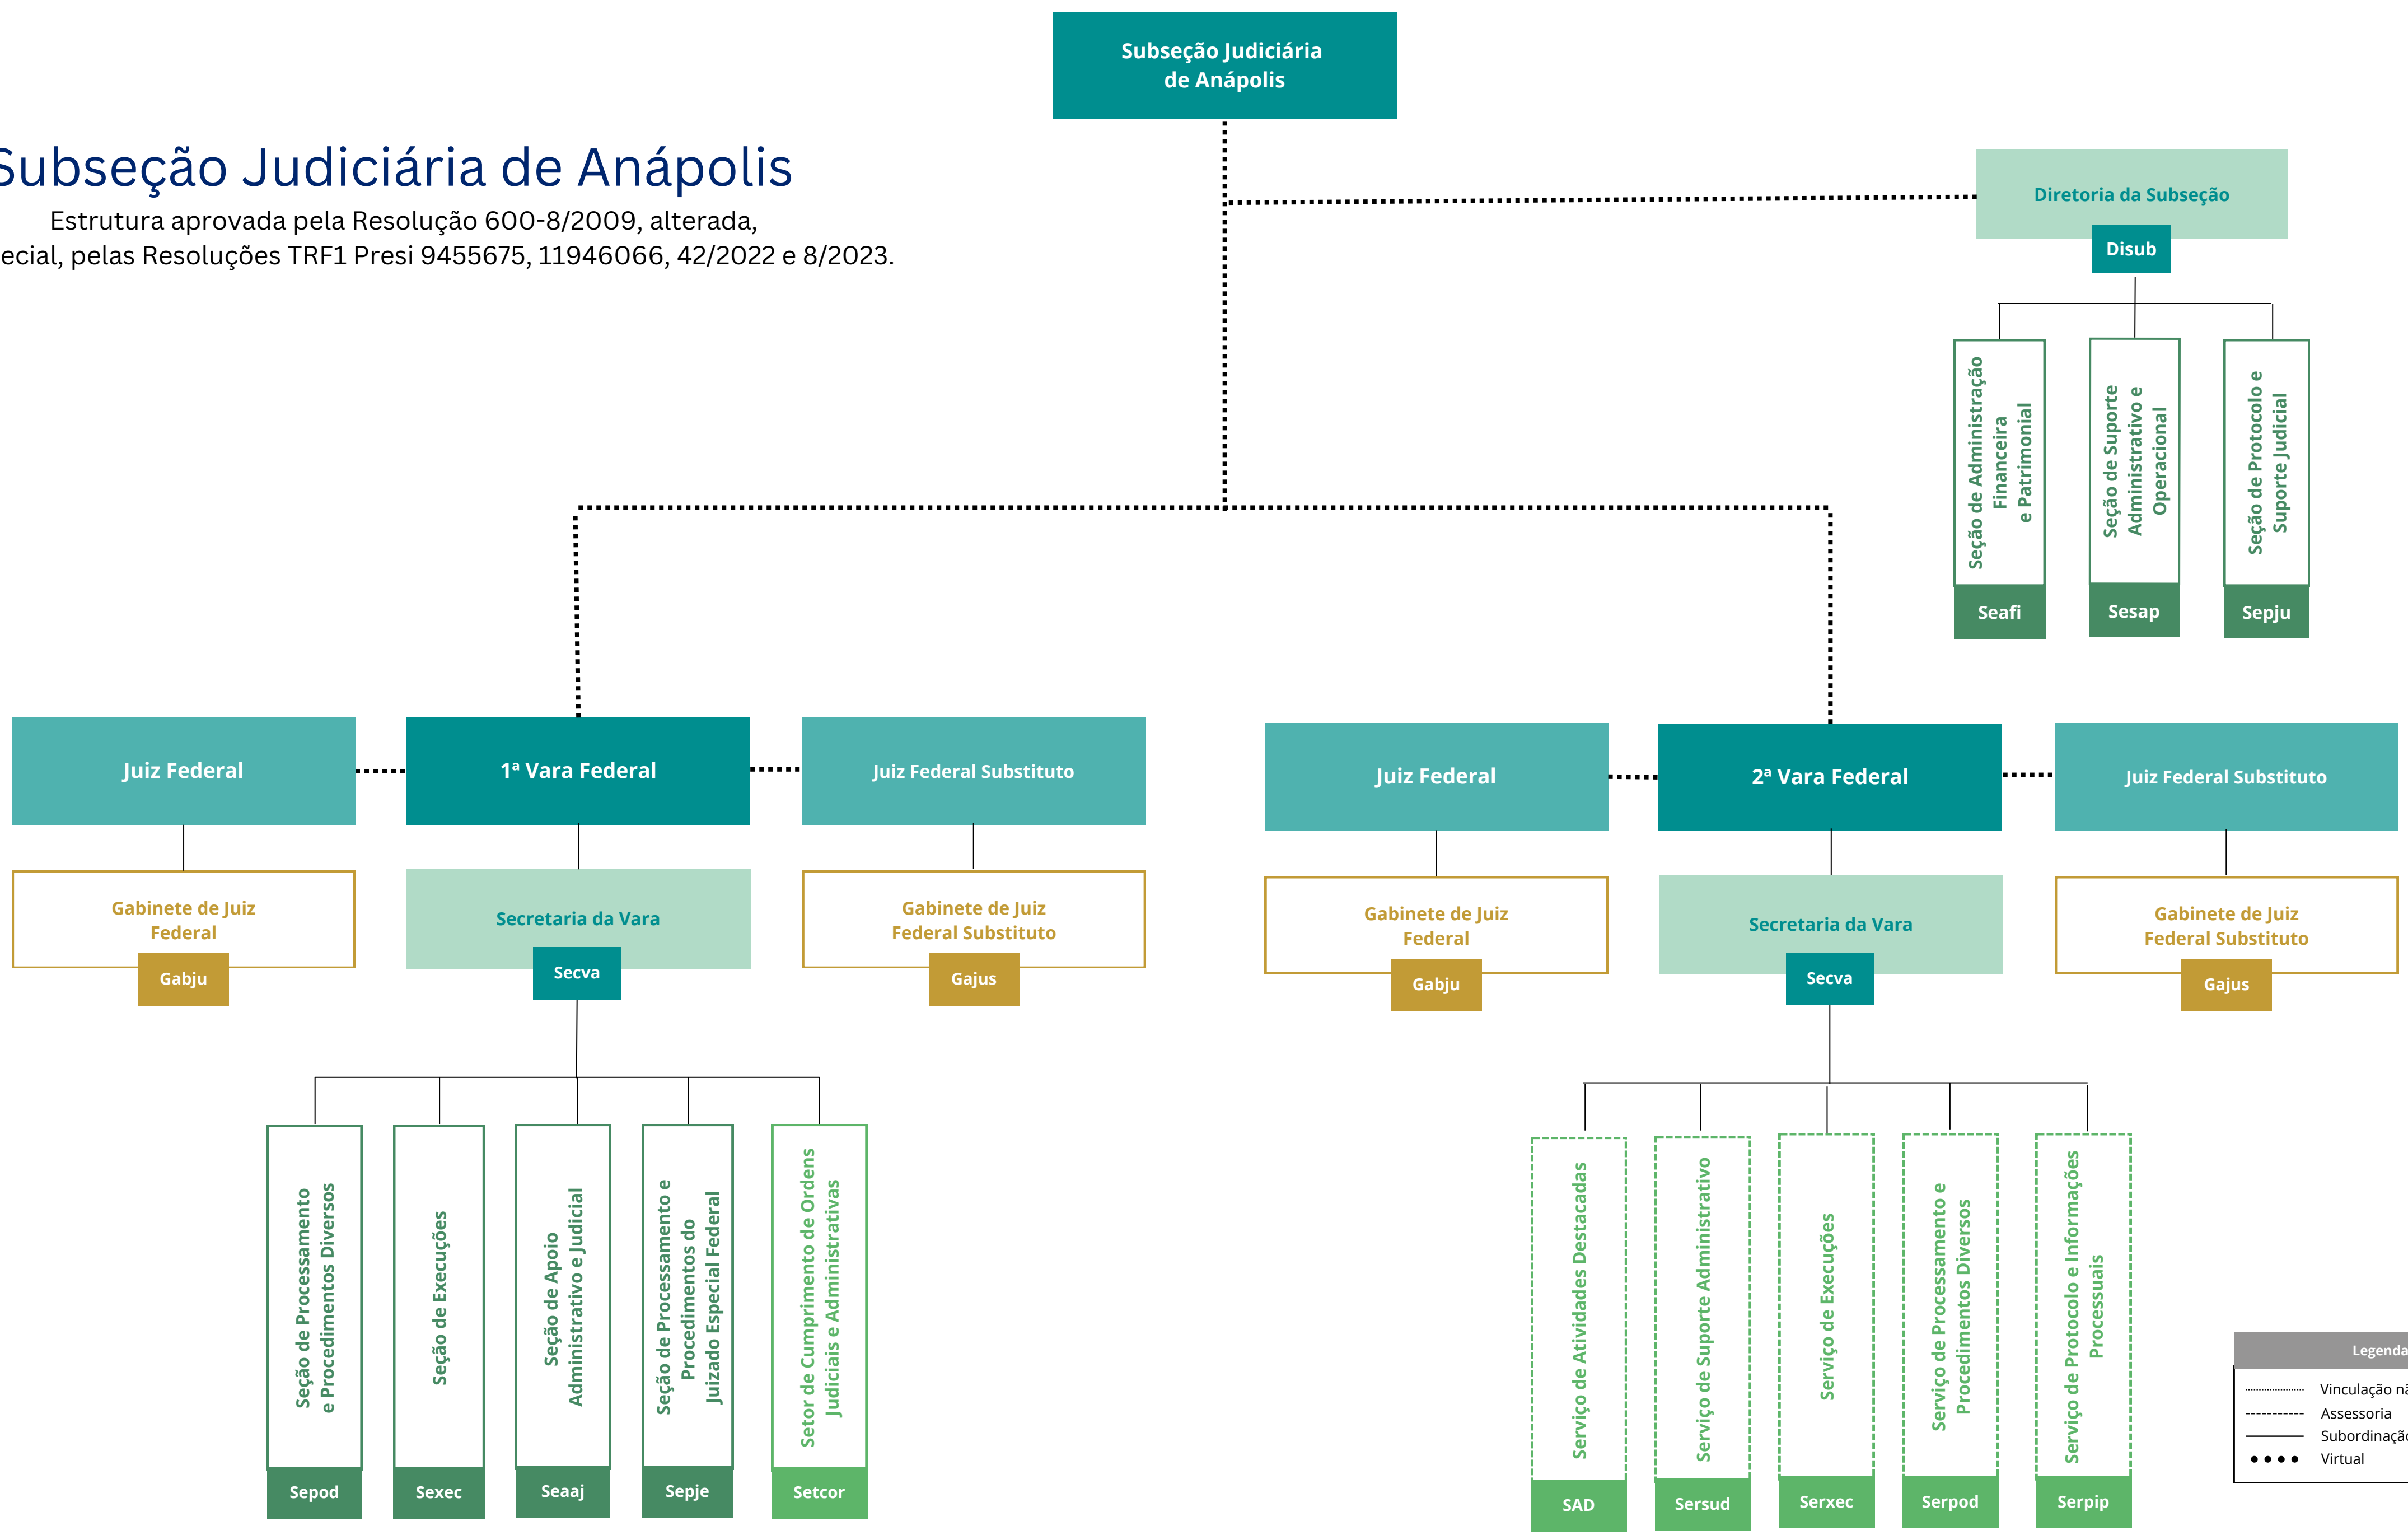 Subseção Judiciária
de Anápolis
Subseção Judiciária de Anápolis
Estrutura aprovada pela Resolução 600-8/2009, alterada,
ecial, pelas Resoluções TRF1 Presi 9455675, 11946066, 42/2022 e 8/2023.
Diretoria da Subseção
Disub
Seção de Administração
Financeira
e Patrimonial
Seafi
Seção de Suporte
Administrativo e
Operacional
Sesap
Seção de Protocolo e
Suporte Judicial
Sepju
Juiz Federal
1ª Vara Federal
Juiz Federal Substituto
Gabinete de Juiz
Federal
Gabju
Secretaria da Vara
Secva
Gabinete de Juiz
Federal Substituto
Gajus
Seção de Processamento
e Procedimentos Diversos
Sepod
Seção de Execuções
Sexec
Seção de Apoio
Administrativo e Judicial
Seaaj
Seção de Processamento e
Procedimentos do
Juizado Especial Federal
Sepje
Setor de Cumprimento de Ordens
Judiciais e Administrativas
Setcor
Juiz Federal
2ª Vara Federal
Juiz Federal Substituto
Gabinete de Juiz
Federal
Gabju
Secretaria da Vara
Secva
Gabinete de Juiz
Federal Substituto
Gajus
Serviço de Atividades Destacadas
SAD
Serviço de Suporte Administrativo
Sersud
Serviço de Execuções
Serxec
Serviço de Processamento e
Procedimentos Diversos
Serpod
Serviço de Protocolo e Informações
Processuais
Serpip
Legenda
Vinculação
Assessoria
Subordinação
Virtual